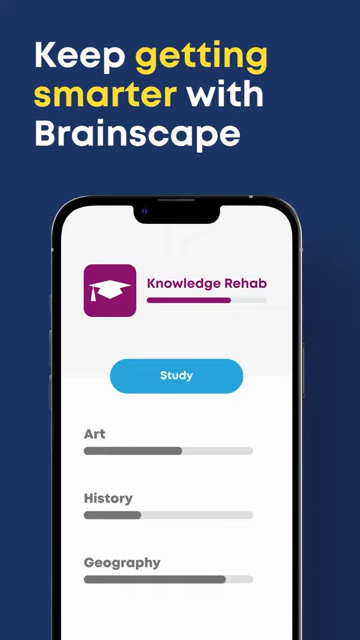 Keep getting
smarter with
Brainscape
Knowledge Rehab
Study
Art
History
Geography